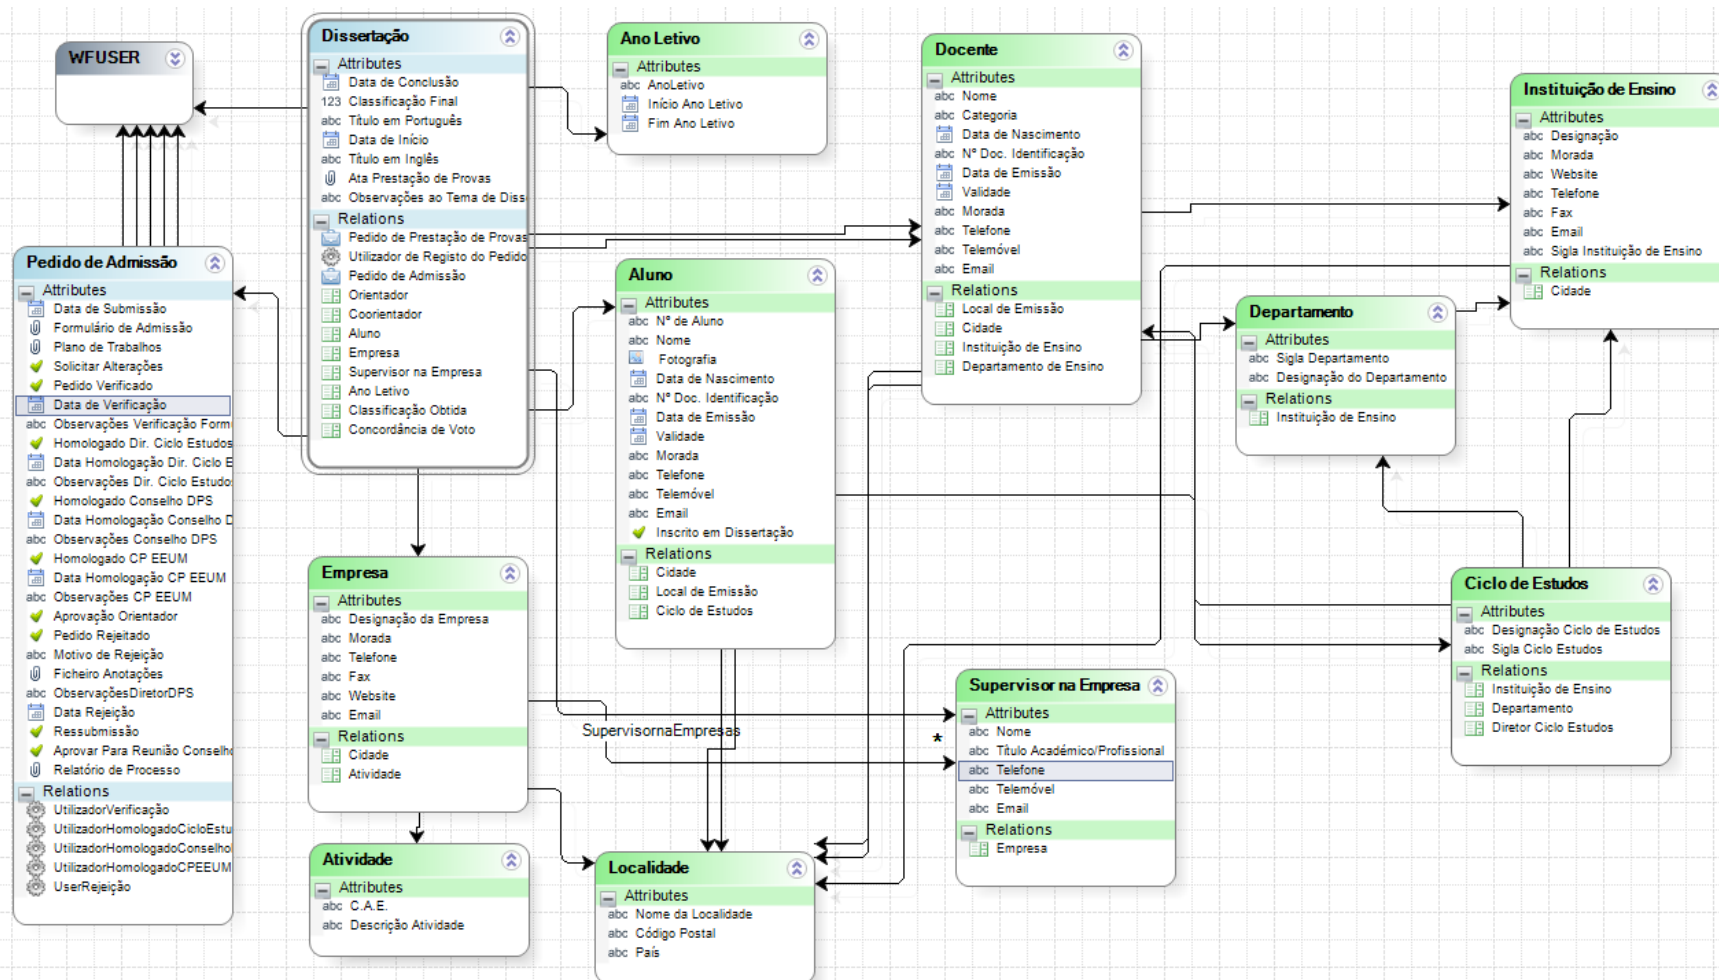 WFUSER
Pedido de Admissão
Attributes
Data de Submissão
Formulário de Admissão
Plano de Trabalhos
Solicitar Alterações
Pedido Verificado
Data de Verificação
abc Observações Verificação Form
Homologado Dir. Ciclo Estudos
Data Homologação Dir. Ciclo E
abc Observações Dir. Ciclo Estudo
Homologado Conselho DPS
Data Homologação Conselho D
abc Observações Conselho DPS
Homologado CP EEUM
Data Homologação CP EEUM
abc Observações CP EEUM
Aprovação Orientador
Pedido Rejeitado
abc Motivo de Rejeição
Ficheiro Anotações
abc ObservaçõesDiretorDPS
Data Rejeição
Ressubmissão
Aprovar Para Reunião Conselho
Relatório de Processo
Relations
UtilizadorVerificação
UtilizadorHomologadoCicloEstu
UtilizadorHomologadoConselho
UtilizadorHomologadoCPEEUM
UserRejeição
Dissertação
Attributes
Data de Conclusão
123 Classificação Final
abc Título em Português
Data de Início
abc Título em Inglês
Ata Prestação de Provas
abc Observações ao Tema de Diss
Relations
Pedido de Prestação de Provas
Utilizador de Registo do Pedido
Pedido de Admissão
Orientador
Coorientador
Aluno
Empresa
Supervisor na Empresa
Ano Letivo
Classificação Obtida
Concordância de Voto
Empresa
Attributes
abc Designação da Empresa
abc Morada
abc Telefone
abc Fax
abc Website
abc Email
Relations
Cidade
Atividade
Atividade
Attributes
abc C.A.E.
abc Descrição Atividade
Ano Letivo
Attributes
abc AnoLetivo
Início Ano Letivo
Fim Ano Letivo
Aluno
Attributes
abc Nº de Aluno
abc Nome
Fotografia
Data de Nascimento
abc Nº Doc. Identificação
Data de Emissão
Validade
abc Morada
abc Telefone
abc Telemóvel
abc Email
Inscrito em Dissertação
Relations
Cidade
Local de Emissão
Ciclo de Estudos
SupervisornaEmpresas
*
Localidade
Attributes
abc Nome da Localidade
abc Código Postal
abc País
Docente
Attributes
abc Nome
abc Categoria
Data de Nascimento
abc Nº Doc. Identificação
Data de Emissão
Validade
abc Morada
abc Telefone
abc Telemóvel
abc Email
Relations
Local de Emissão
Cidade
Instituição de Ensino
Departamento de Ensino
Supervisor na Empresa
Attributes
abc Nome
abc Título Académico/Profissional
abc Telefone
abc Telemóvel
abc Email
Relations
Empresa
Departamento
Attributes
abc Sigla Departamento
abc Designação do Departamento
Relations
Instituição de Ensino
Instituição de Ensino
Attributes
abc Designação
abc Morada
abc Website
abc Telefone
abc Fax
abc Email
abc Sigla Instituição de Ensino
Relations
Cidade
Ciclo de Estudos
Attributes
abc Designação Ciclo de Estudos
abc Sigla Ciclo Estudos
Relations
Instituição de Ensino
Departamento
Diretor Ciclo Estudos